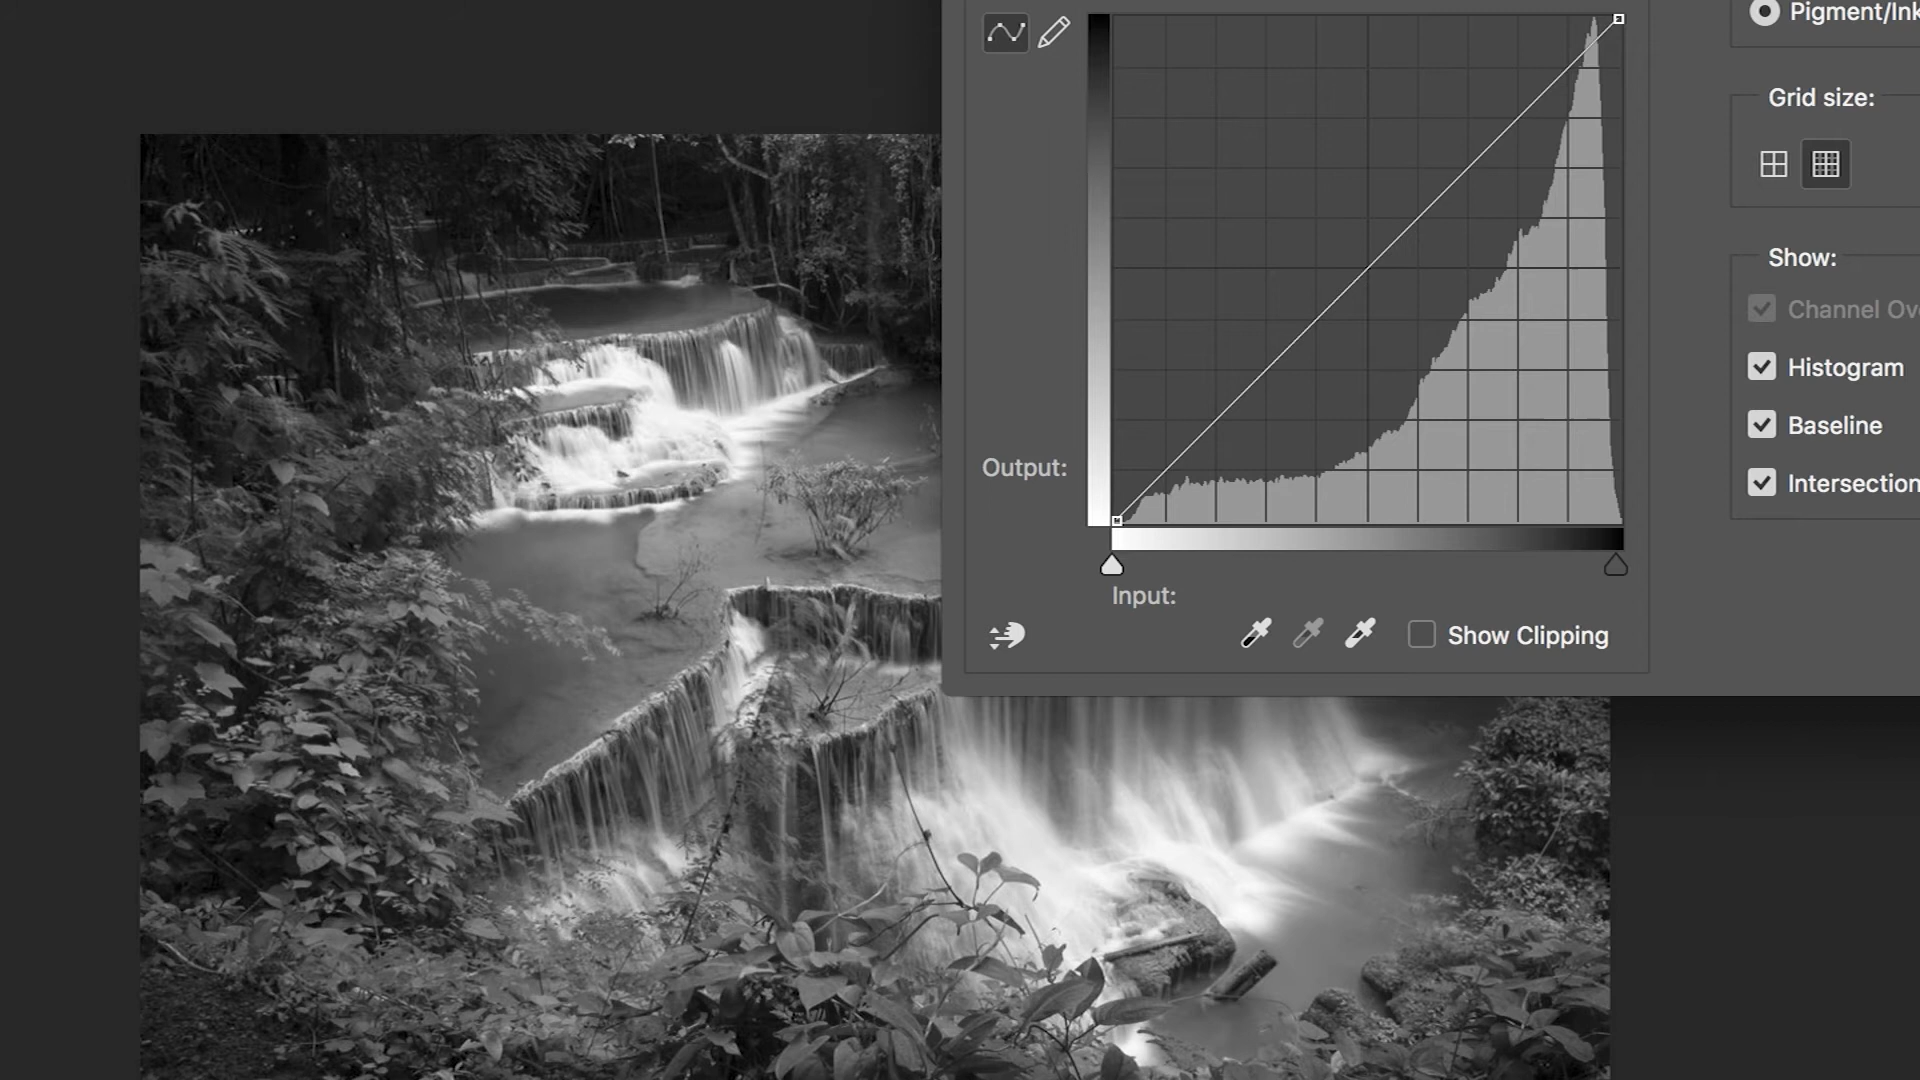 Pigment/Ink
Grid size:
Show:
Channel Ov
Histogram
Output:
Baseline
Intersection
Input:
Show Clipping